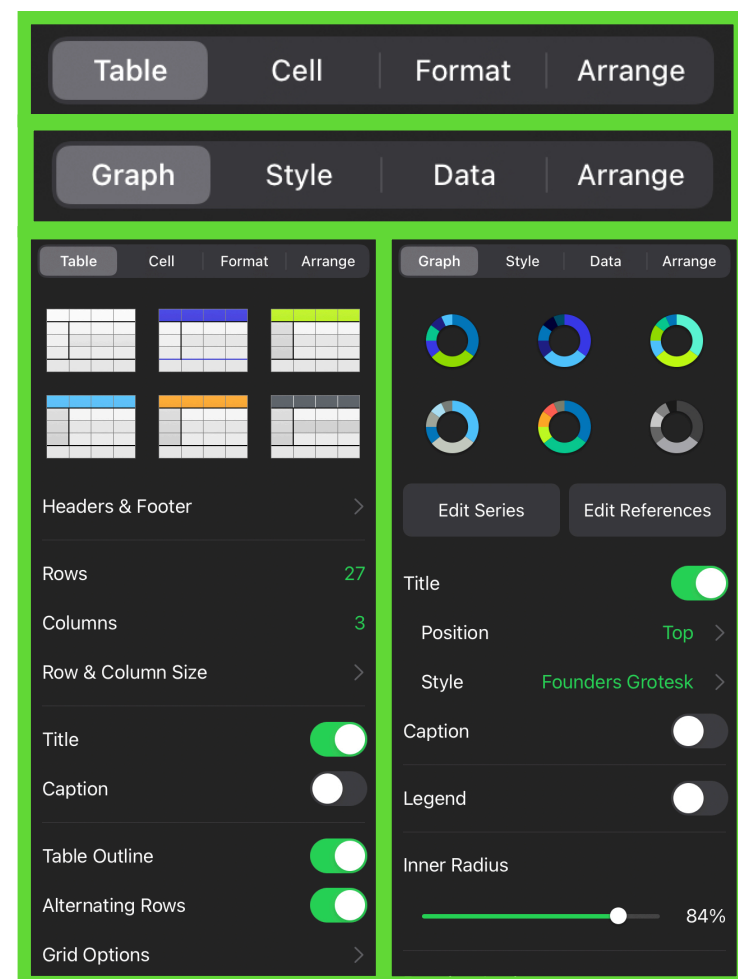 Table Cell Format Arrange
Graph Style Data Arrange
Table Cell Format Arrange
Headers & Footer
Rows 27
Columns 3
Row & Column Size
Title
Caption
Table Outline
Alternating Rows
Grid Options
Graph Style Data Arrange
Edit Series Edit References
Title
Position Top
Style Founders Grotesk
Caption
Legend
Inner Radius
84%